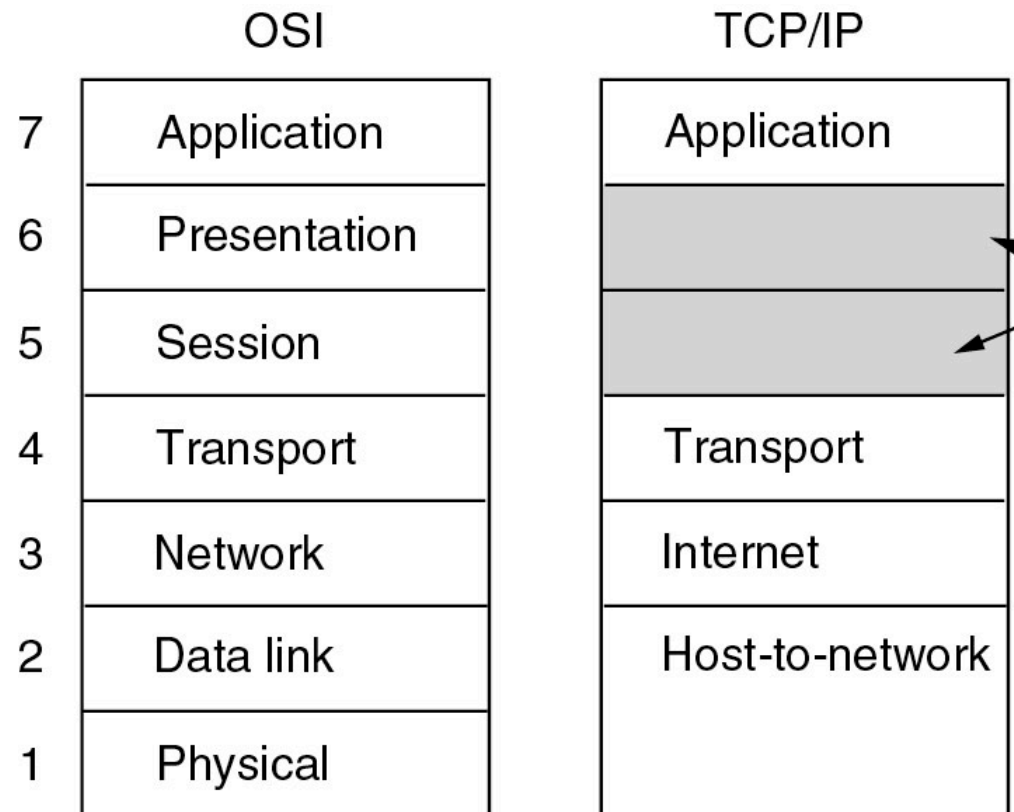 OSI TCP/IP
7 Application Application
6 Presentation
5 Session
4 Transport Transport
3 Network Internet
2 Data link Host-to-network
1 Physical